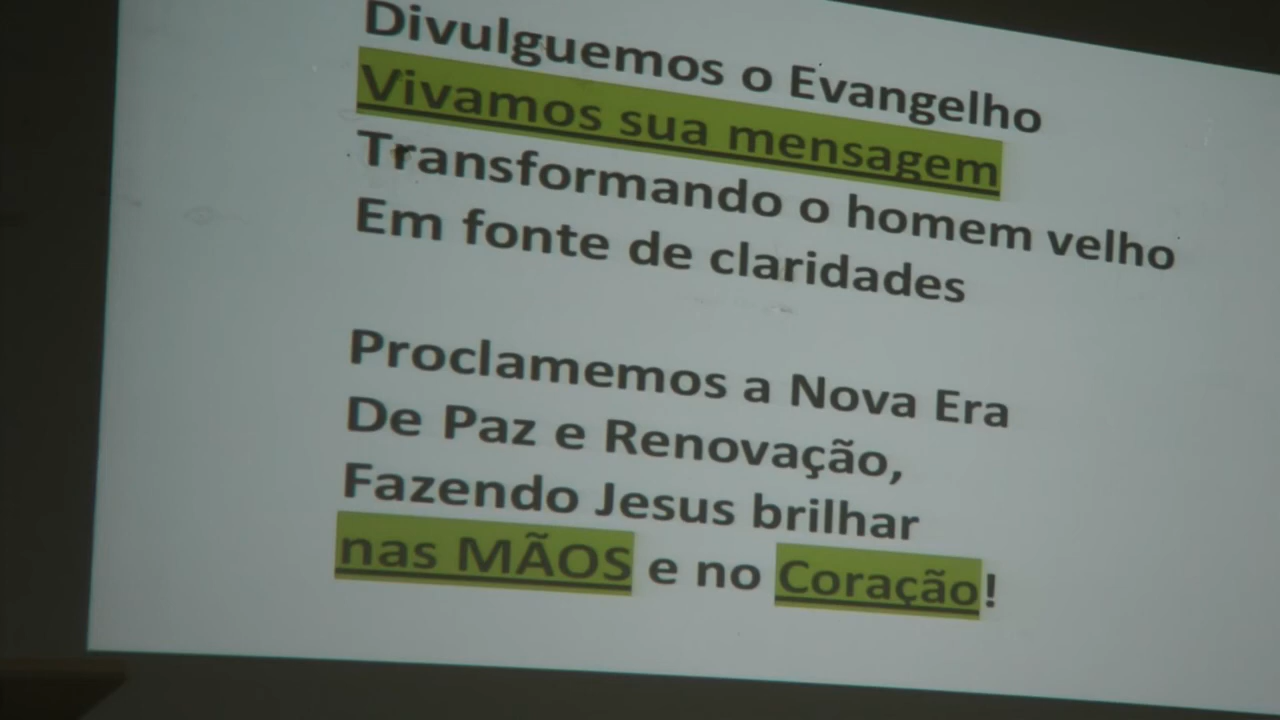 Divulguemos o Evangelho
Vivamos sua mensagem
Transformando o homem velho
Em fonte de claridades
Proclamemos a Nova Era
De Paz e Renovação,
Fazendo Jesus brilhar
nas MÃOS e no Coração!